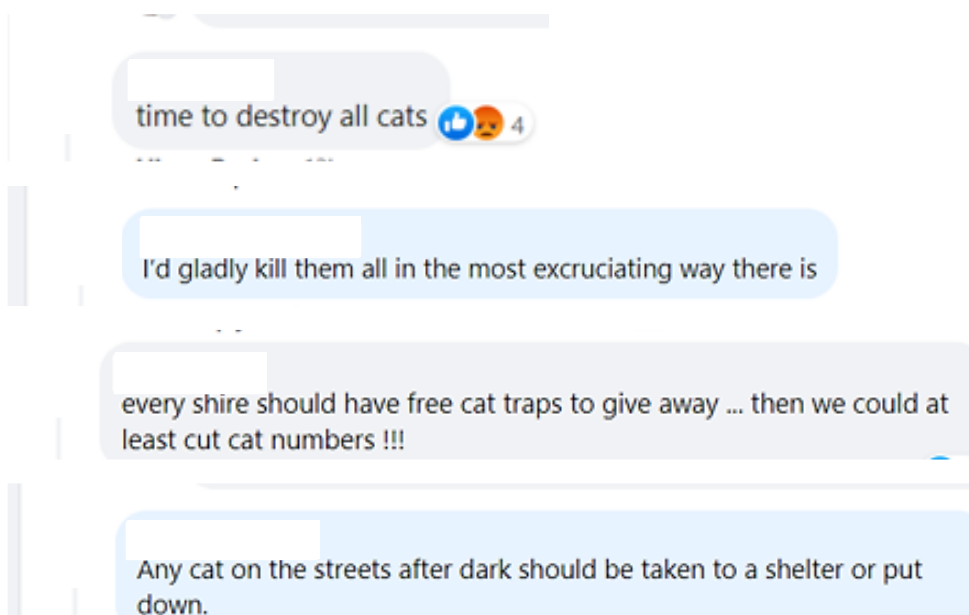 time to destroy all cats
4
I'd gladly kill them all in the most excruciating way there is
every shire should have free cat traps to give away ... then we could at
least cut cat numbers !!!
Any cat on the streets after dark should be taken to a shelter or put
down.